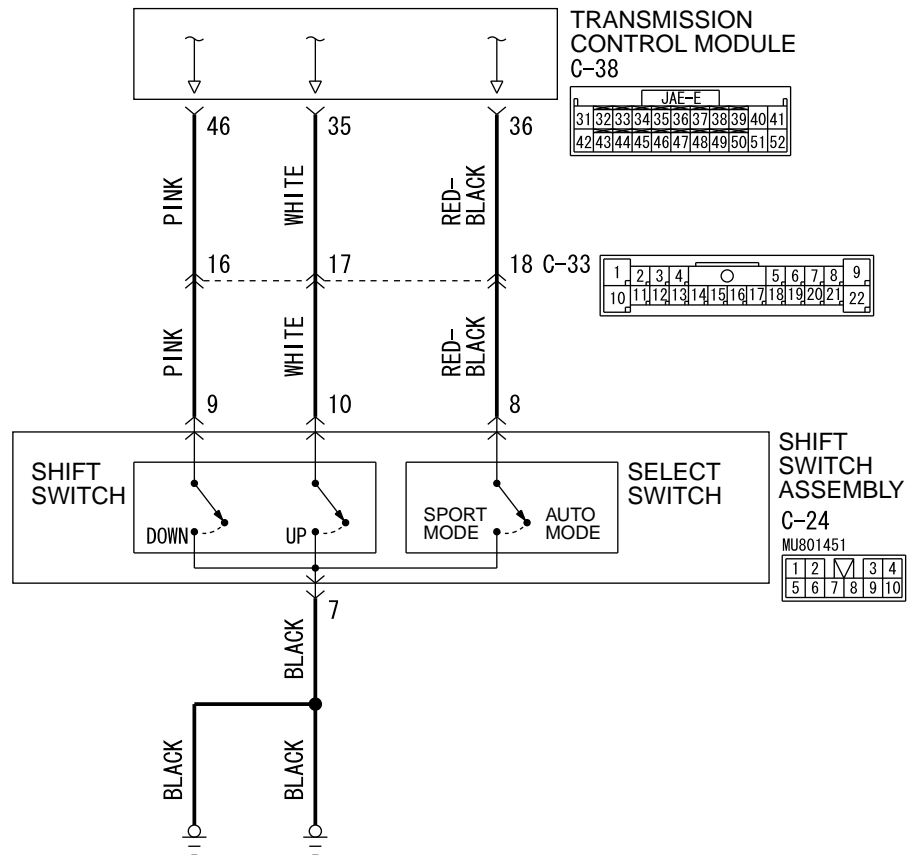 TRANSMISSION
CONTROL MODULE
C-38
JAE-E
31 32 33 34 35 36 37 38 39 40 41
42 43 44 45 46 47 48 49 50 51 52
46 35 36
PINK WHITE RED-
BLACK
16 17 18 C-33
1 2 3 4 5 6 7 8 9
10 11 12 13 14 15 16 17 18 19 20 21 22
PINK WHITE RED-
BLACK
9 10 8
SHIFT
SWITCH
DOWN UP
SPORT
MODE
AUTO
MODE
SELECT
SWITCH
SHIFT
SWITCH
ASSEMBLY
C-24
MU801451
1 2 3 4
5 6 7 8 9 10
7
BLACK
BLACK BLACK